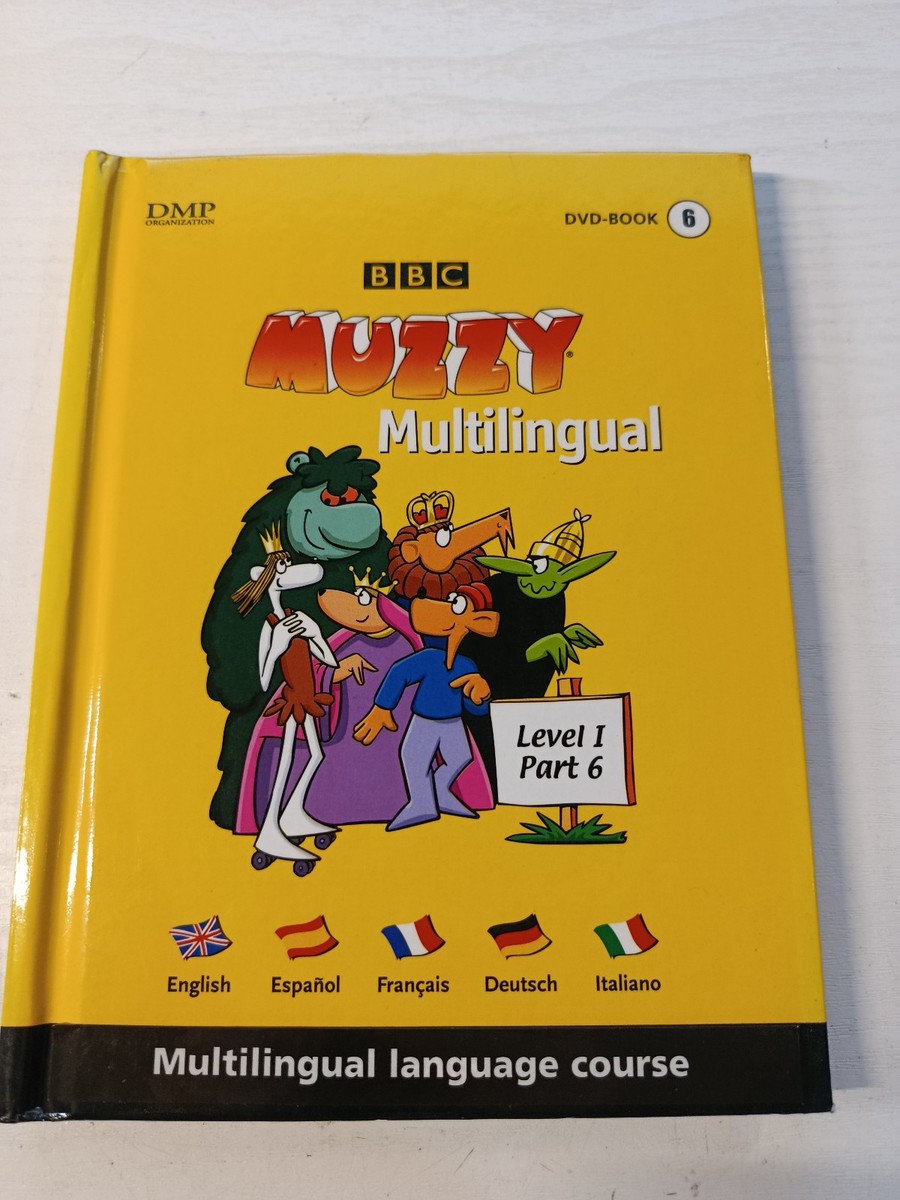 DMP
ORGANIZATION
DVD-BOOK 6
BBC
MUZZY®
Multilingual
Level I
Part 6
English Español Français Deutsch Italiano
Multilingual language course